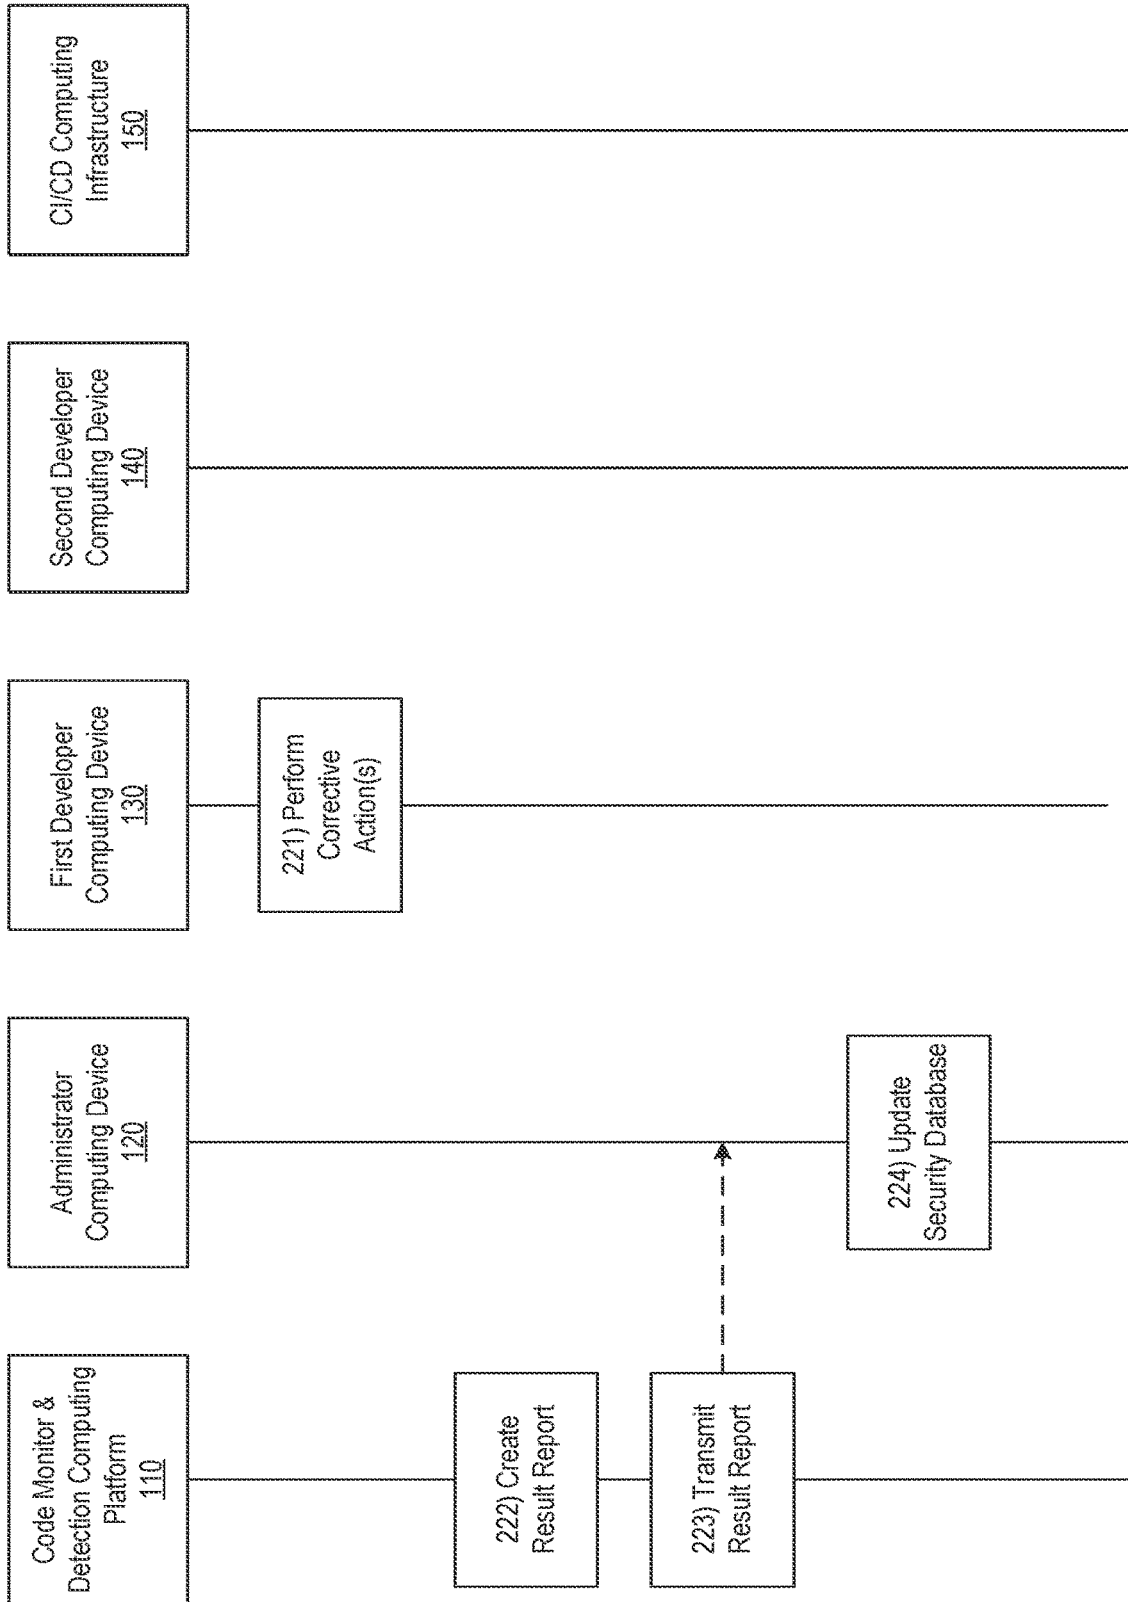 Code Monitor &
Detection Computing
Platform
110
Administrator
Computing Device
120
First Developer
Computing Device
130
Second Developer
Computing Device
140
CI/CD Computing
Infrastructure
150
221) Perform
Corrective
Action(s)
222) Create
Result Report
223) Transmit
Result Report
224) Update
Security Database